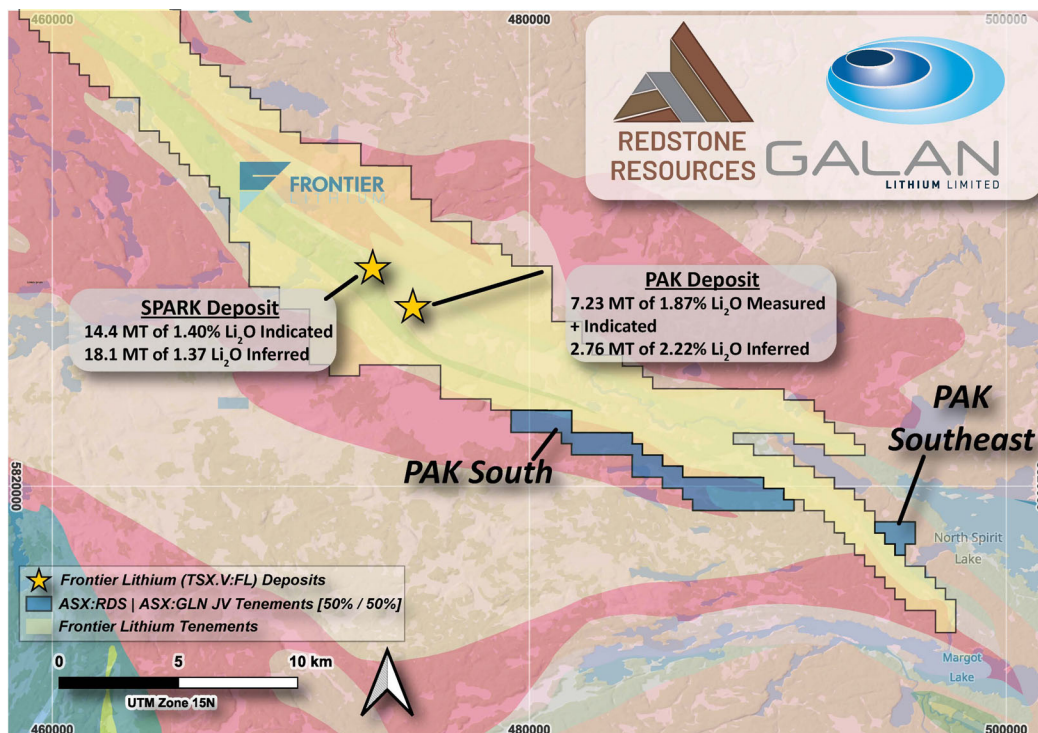 460000
480000
500000
REDSTONE
RESOURCES
GALAN
LITHIUM LIMITED
FRONTIER
LITHIUM
SPARK Deposit
14.4 MT of 1.40% Li₂O Indicated
18.1 MT of 1.37 Li₂O Inferred
PAK Deposit
7.23 MT of 1.87% Li₂O Measured
+ Indicated
2.76 MT of 2.22% Li₂O Inferred
PAK
Southeast
PAK South
5820000
North Spirit
Lake
Frontier Lithium (TSX.V:FL) Deposits
ASX:RDS | ASX:GLN JV Tenements [50% / 50%]
Frontier Lithium Tenements
0 5 10 km
UTM Zone 15N
Margot
Lake
460000
480000
500000